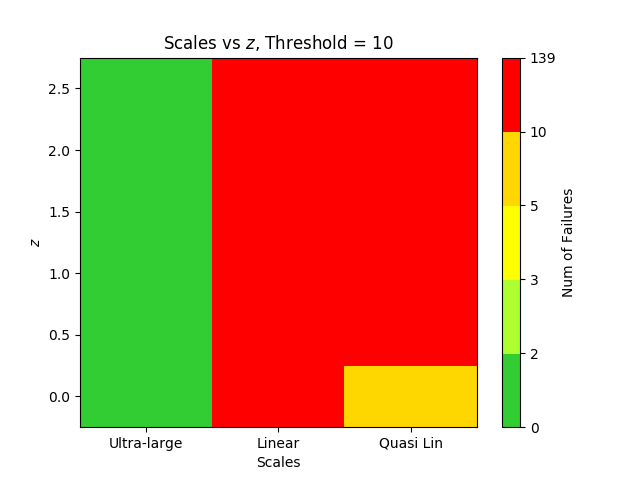 Scales vs z, Threshold = 10
2.5
2.0
1.5
1.0
0.5
0.0
z
Ultra-large
Linear
Quasi Lin
Scales
139
10
5
3
2
0
Num of Failures